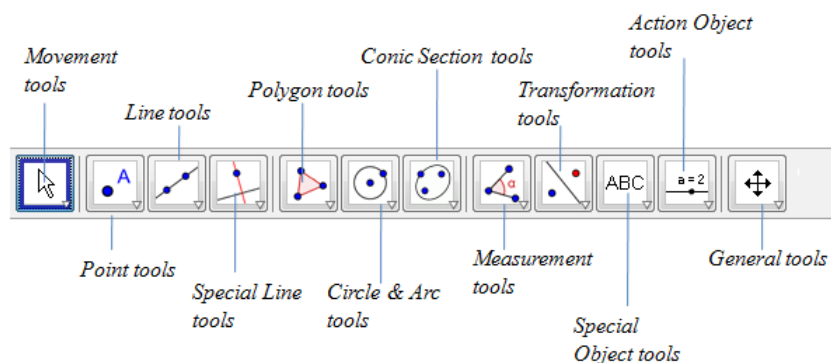 Action Object
tools
Movement
tools
Conic Section tools
Line tools
Polygon tools
Transformation
tools
A
α
ABC
a=2
Point tools
Special Line
tools
Circle & Arc
tools
Measurement
tools
General tools
Special
Object tools